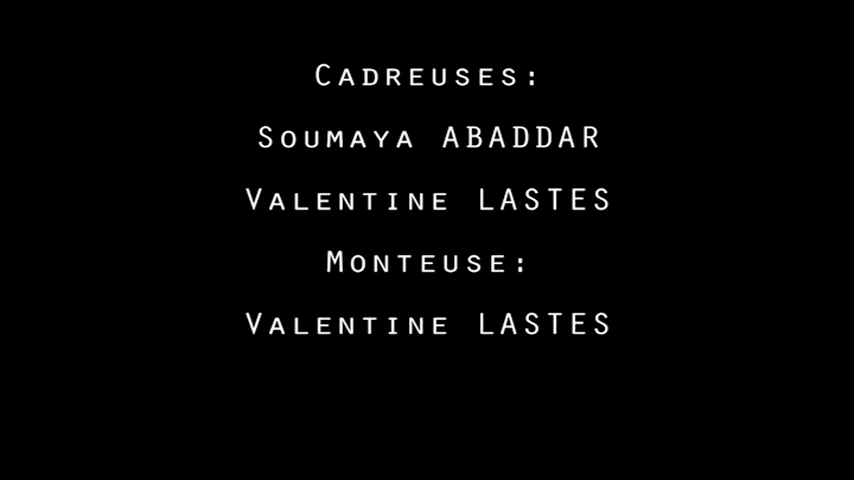 Cadreuses:
Soumaya ABADDAR
Valentine LASTES
Monteuse:
Valentine LASTES